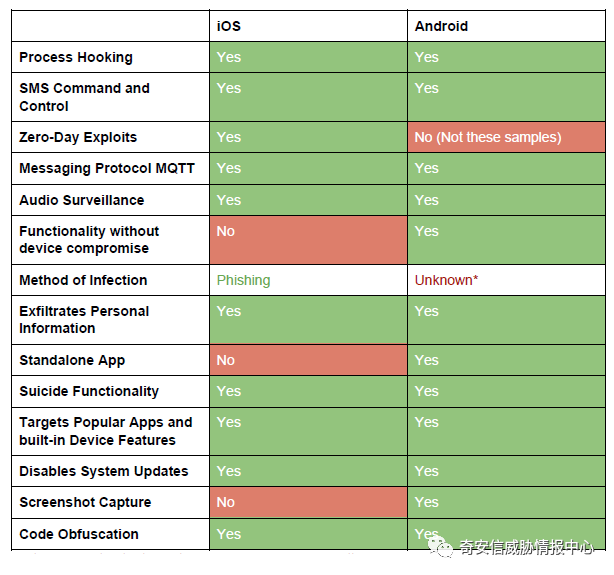 iOS Android
Process Hooking Yes Yes
SMS Command and Yes Yes
Control
Zero-Day Exploits Yes No (Not these samples)
Messaging Protocol MQTT Yes Yes
Audio Surveillance Yes Yes
Functionality without No Yes
device compromise
Method of Infection Phishing Unknown*
Exfiltrates Personal Yes Yes
Information
Standalone App No Yes
Suicide Functionality Yes Yes
Targets Popular Apps and Yes Yes
built-in Device Features
Disables System Updates Yes Yes
Screenshot Capture No Yes
Code Obfuscation Yes Yes
奇安信威胁情报中心